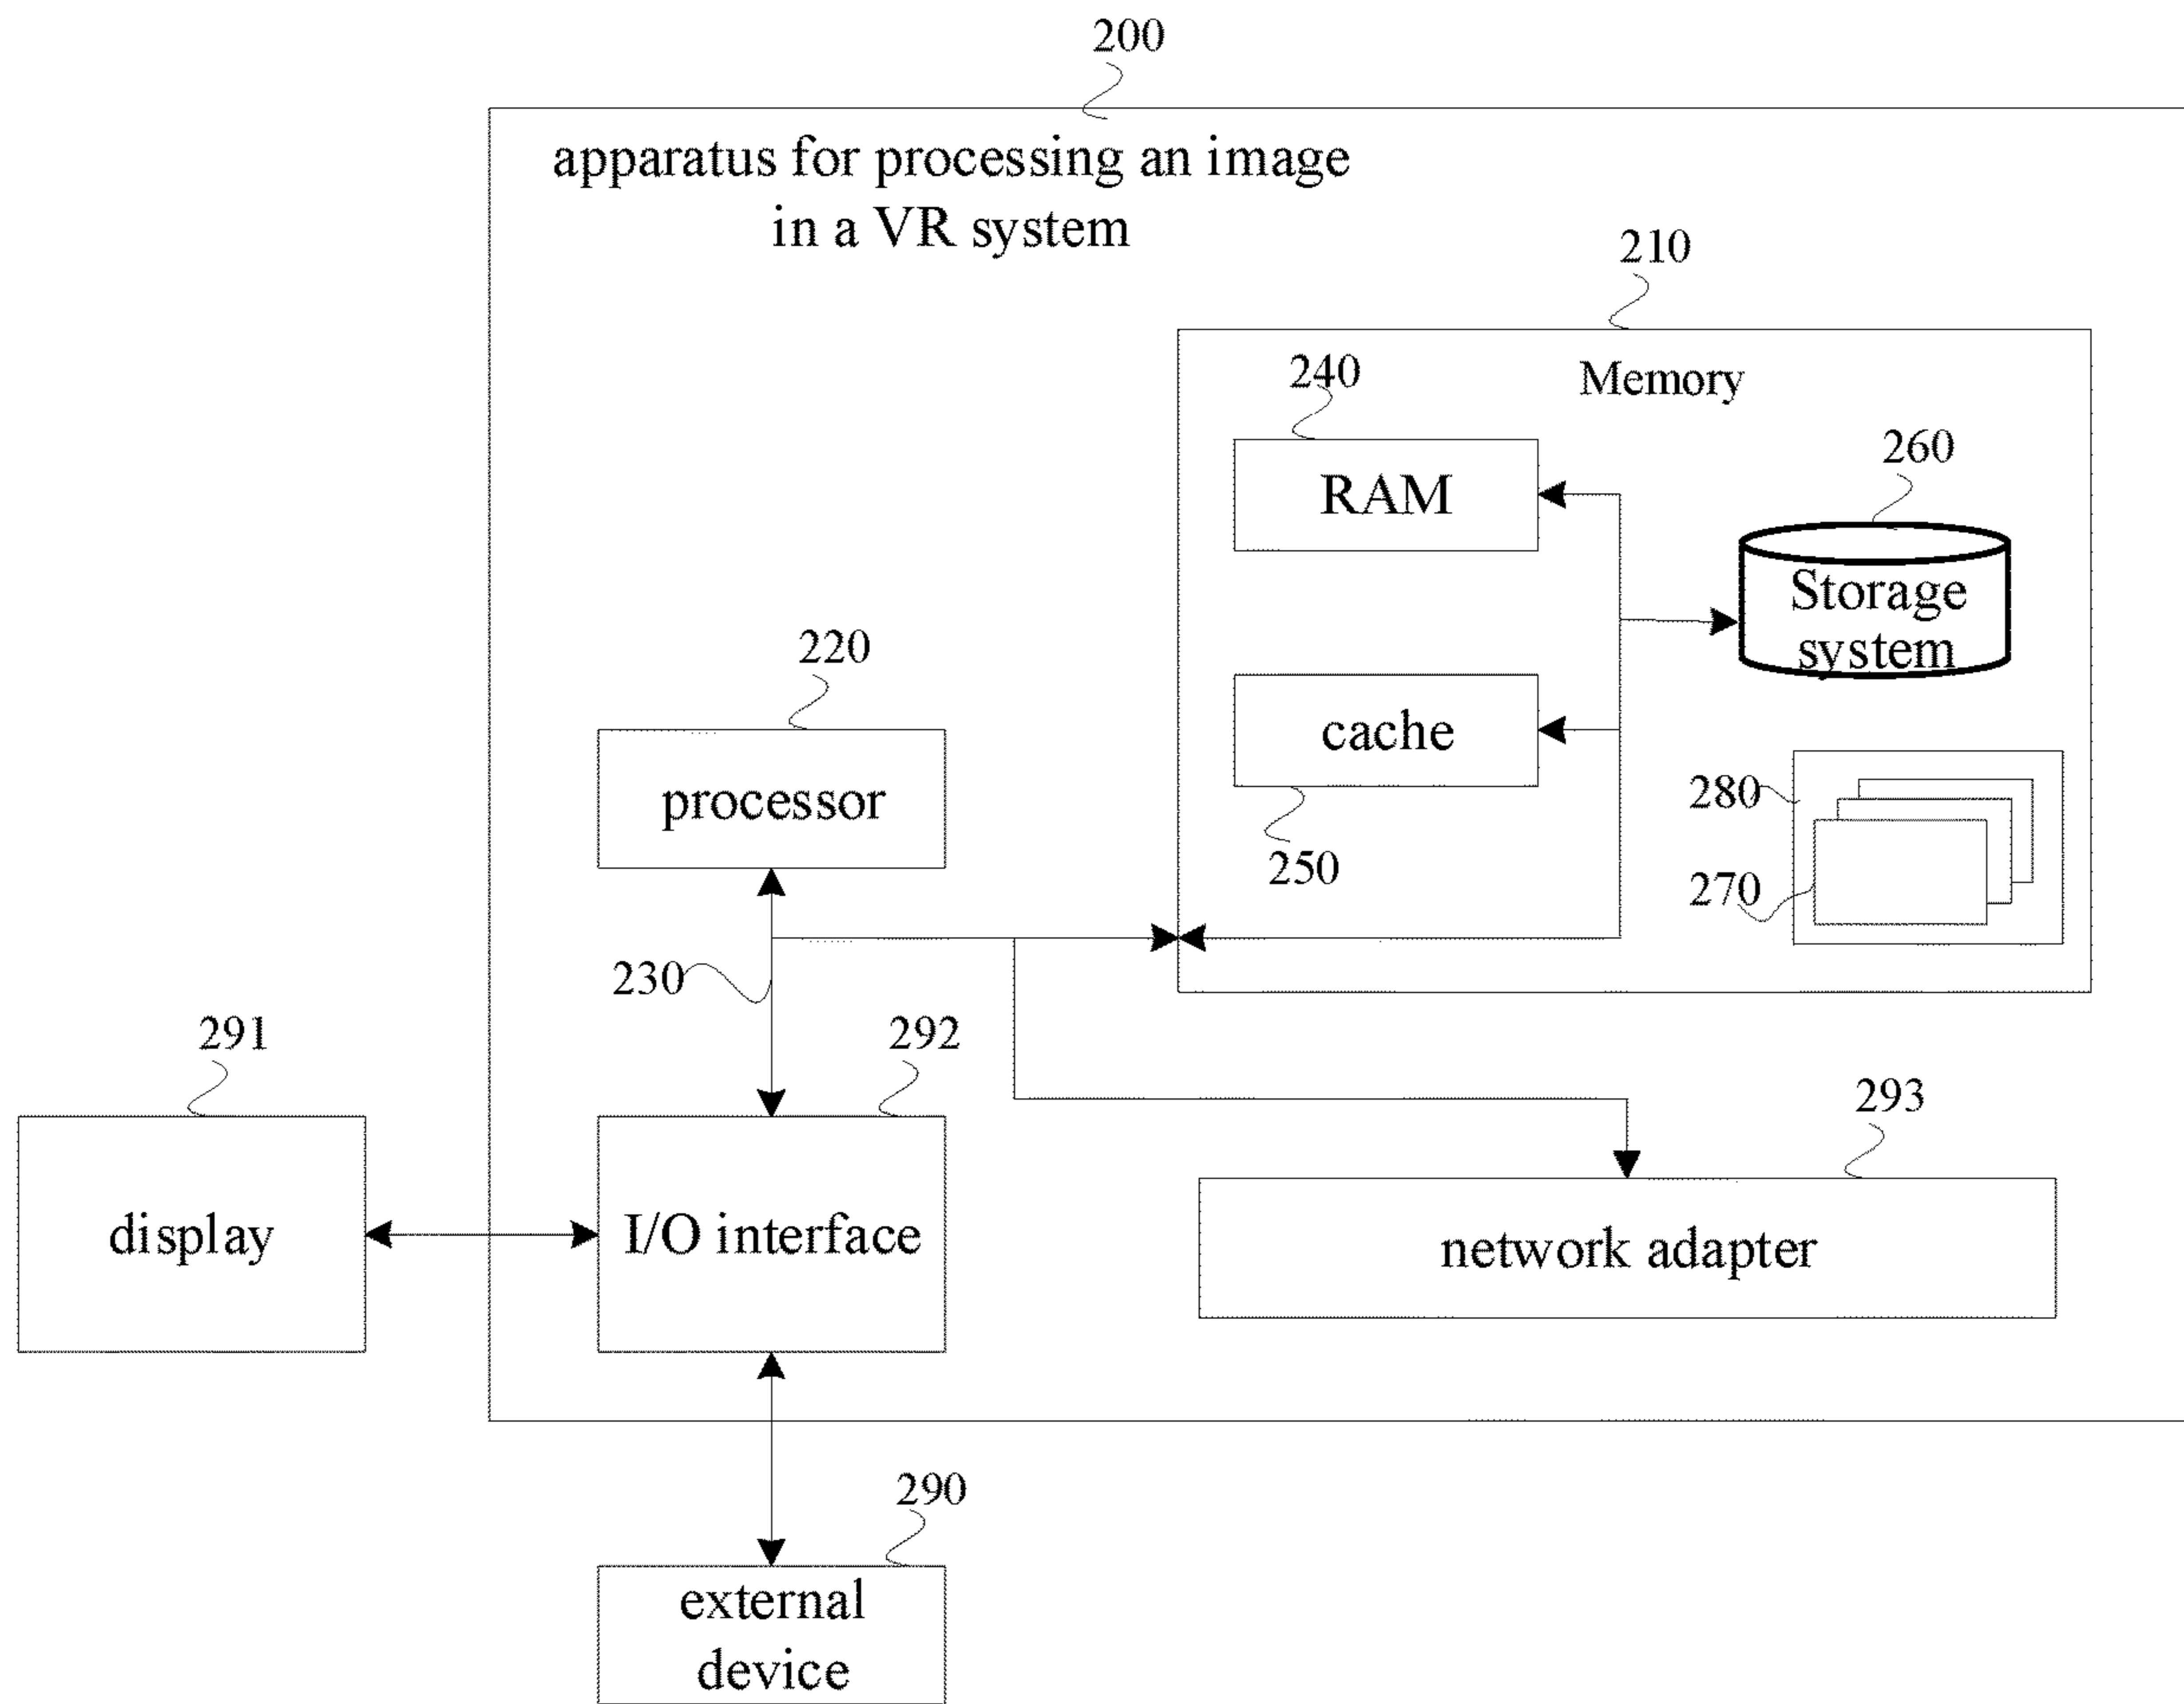 200
apparatus for processing an image
in a VR system
210
Memory
240
RAM
260
Storage
system
220
processor
cache
250
280
270
230
291
display
292
I/O interface
293
network adapter
290
external
device